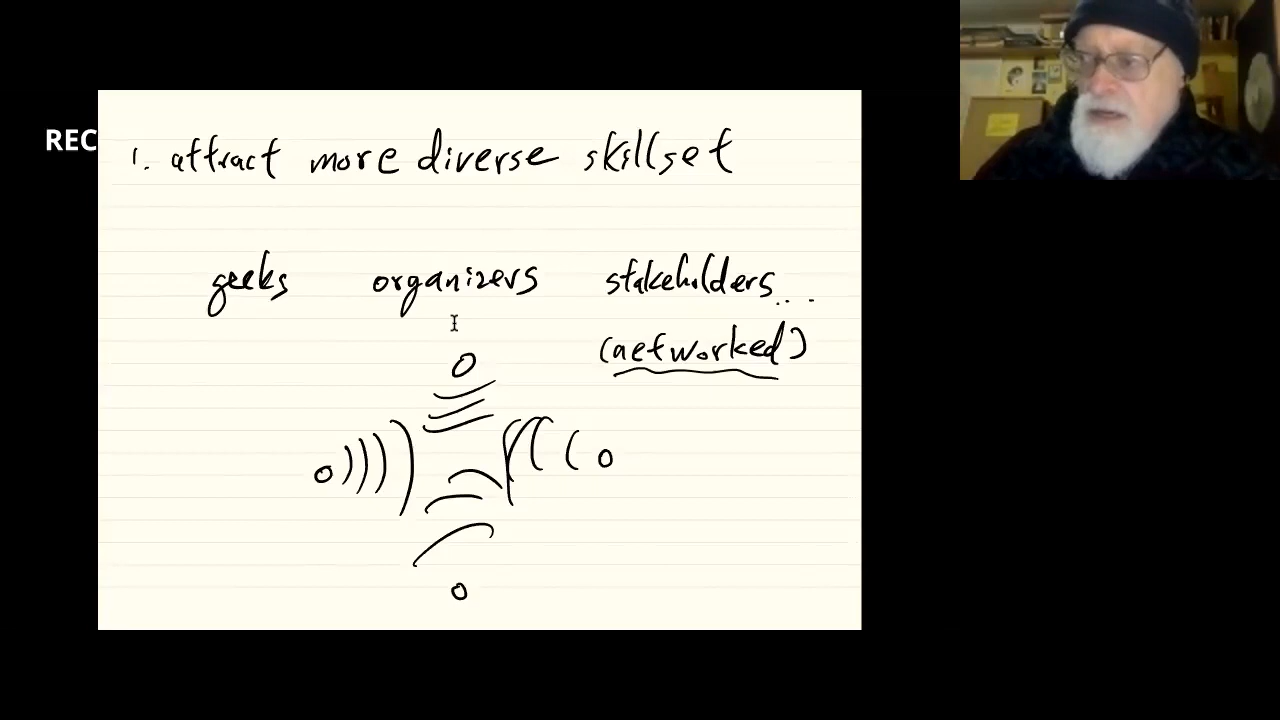 REC
1. attract more diverse skillset
geeks organizers stakeholders...
(networked)